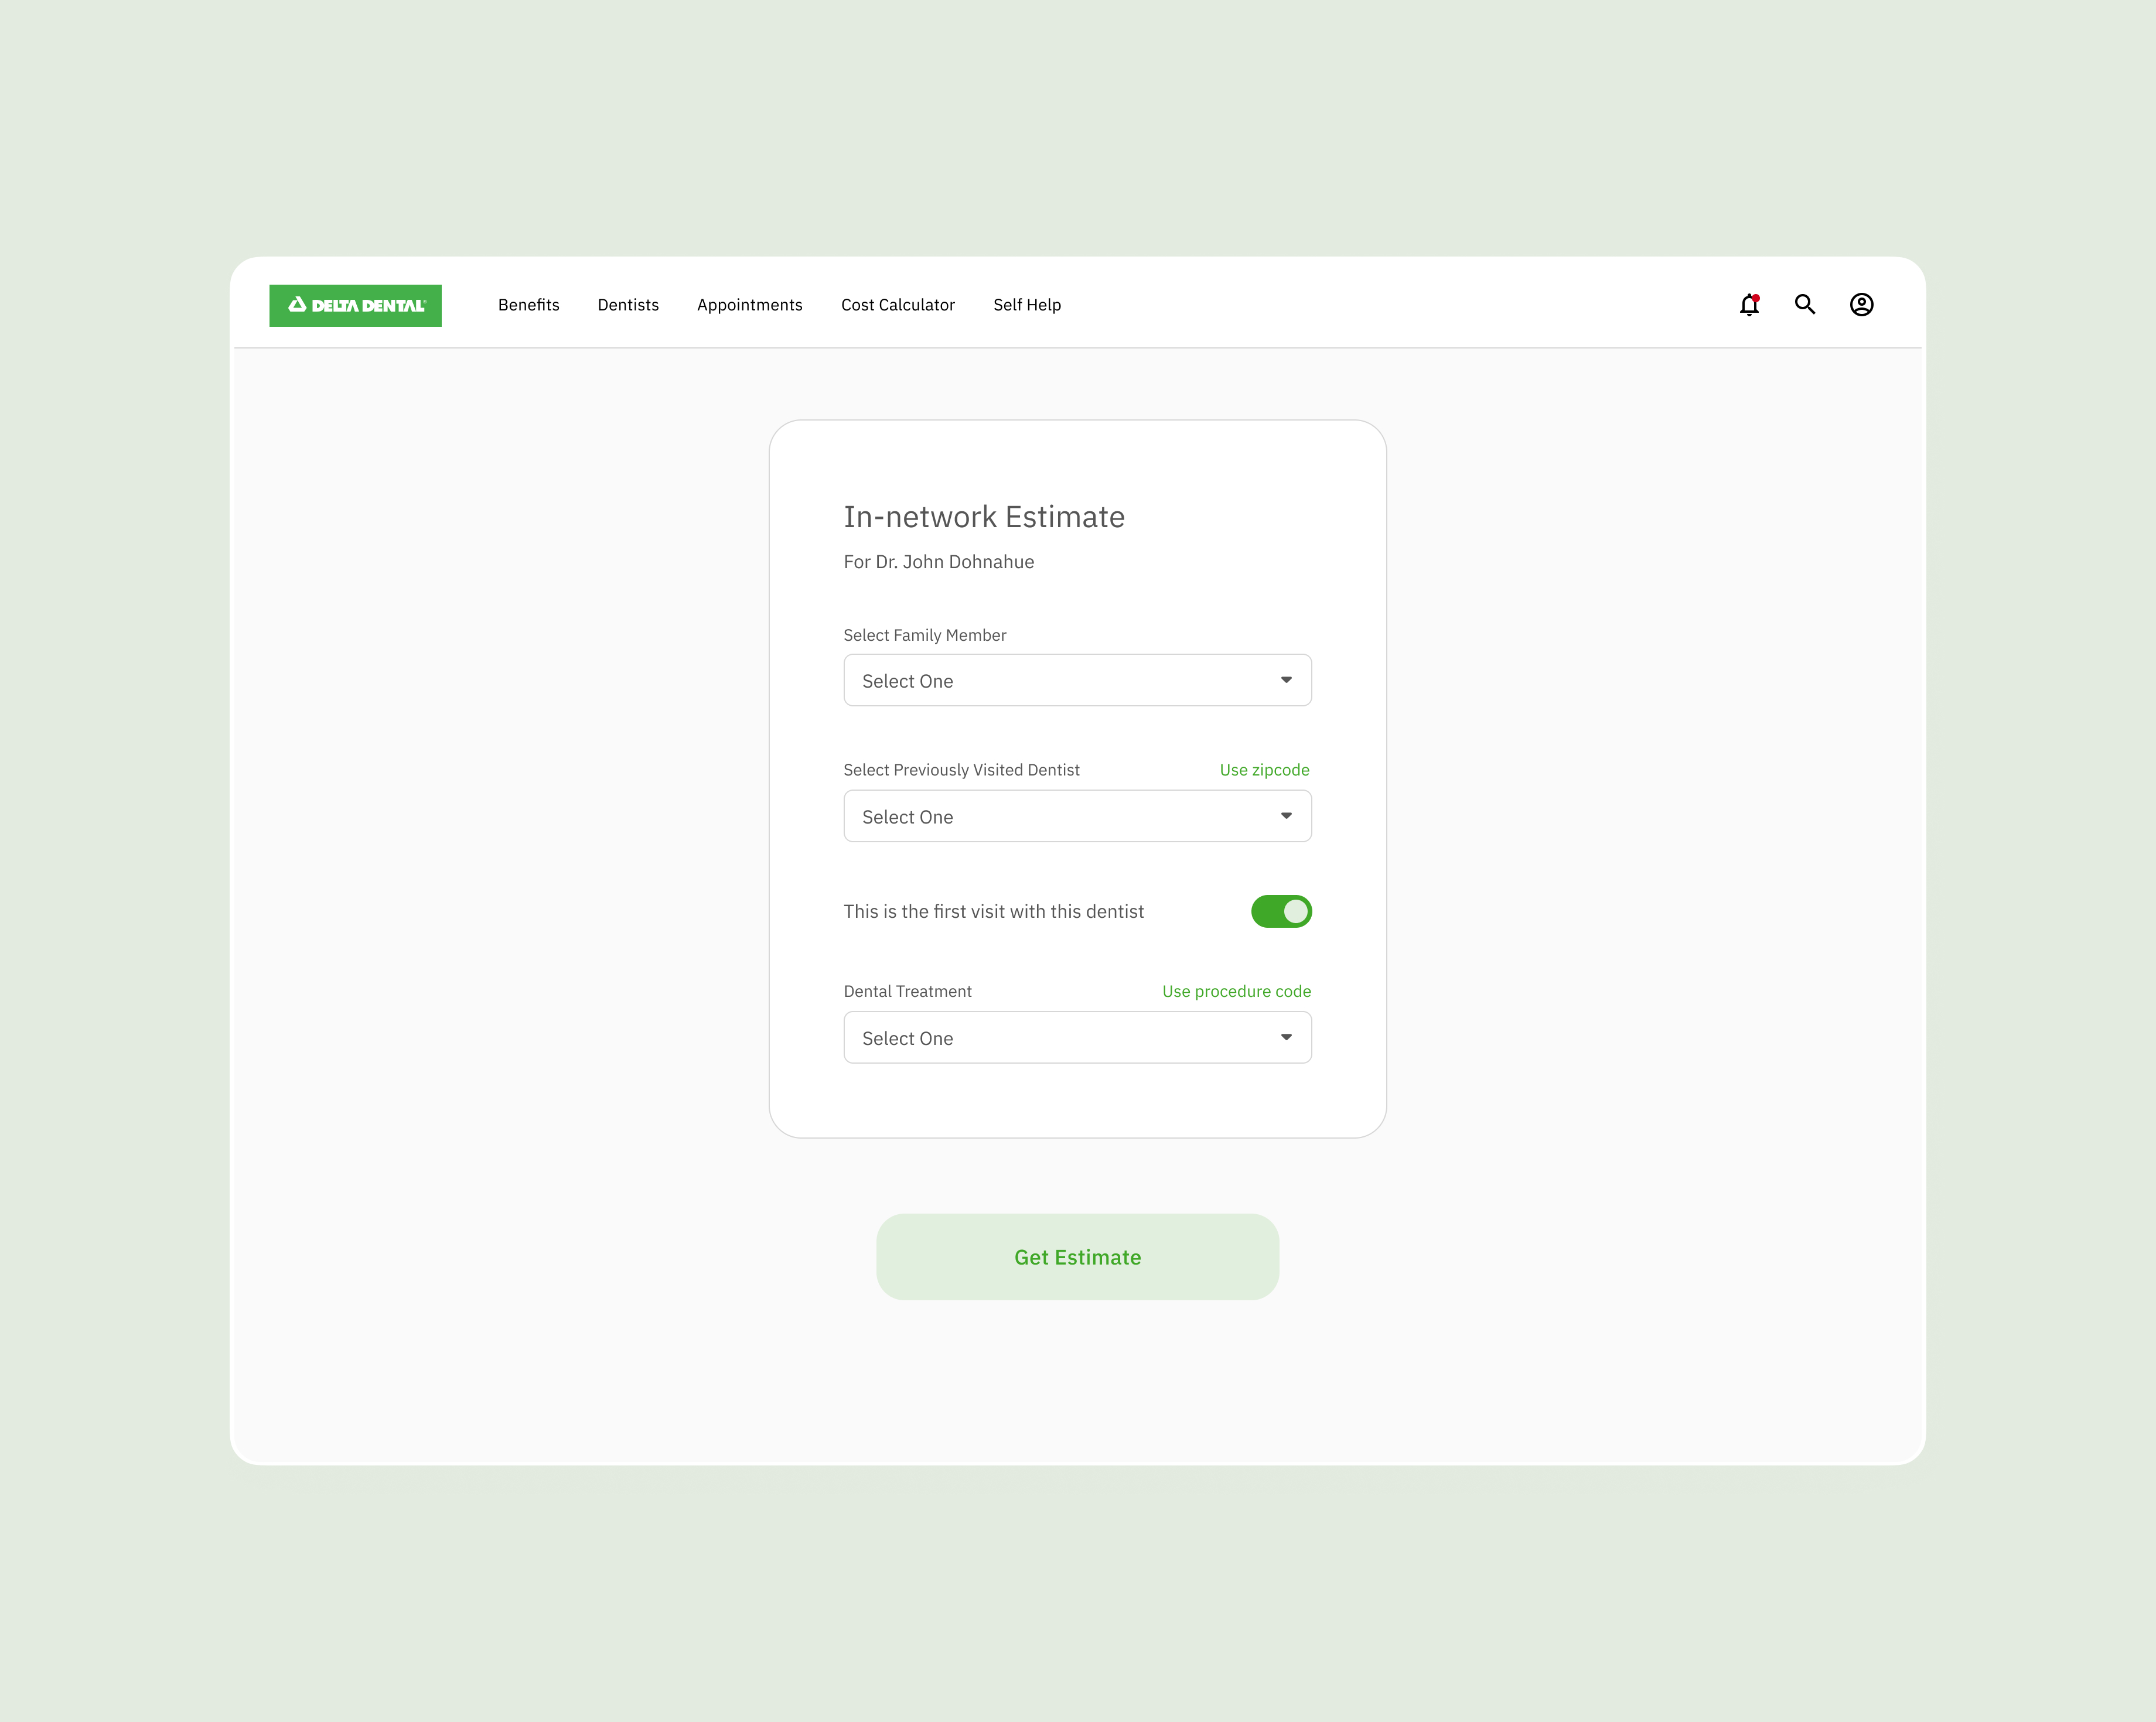 DELTA DENTAL
Benefits Dentists Appointments Cost Calculator Self Help
In-network Estimate
For Dr. John Dohnahue
Select Family Member
Select One
Select Previously Visited Dentist Use zipcode
Select One
This is the first visit with this dentist
Dental Treatment Use procedure code
Select One
Get Estimate